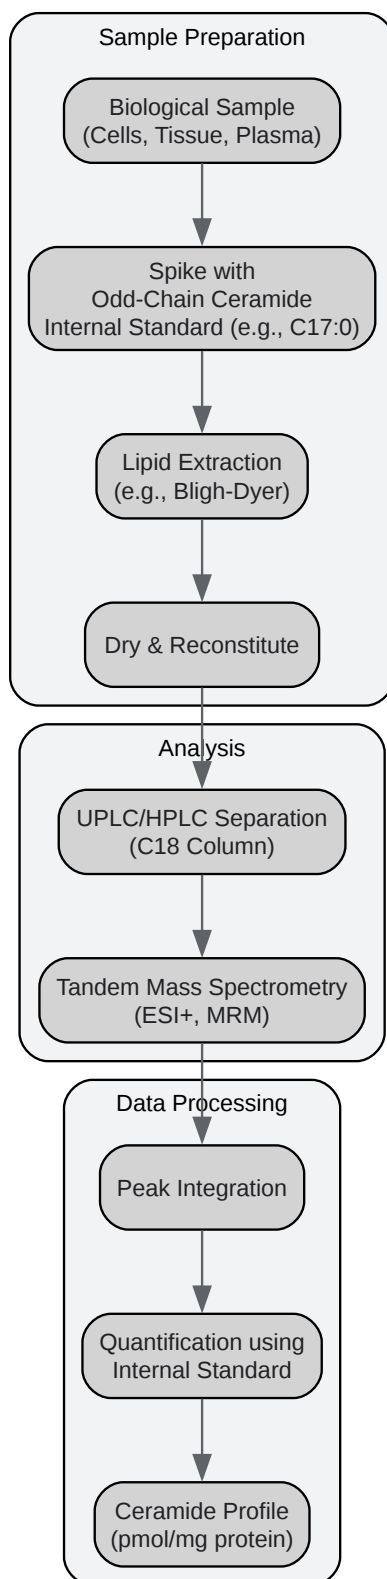 Sample Preparation
Biological Sample
(Cells, Tissue, Plasma)
Spike with
Odd-Chain Ceramide
Internal Standard (e.g., C17:0)
Lipid Extraction
(e.g., Bligh-Dyer)
Dry & Reconstitute
Analysis
UPLC/HPLC Separation
(C18 Column)
Tandem Mass Spectrometry
(ESI+, MRM)
Data Processing
Peak Integration
Quantification using
Internal Standard
Ceramide Profile
(pmol/mg protein)